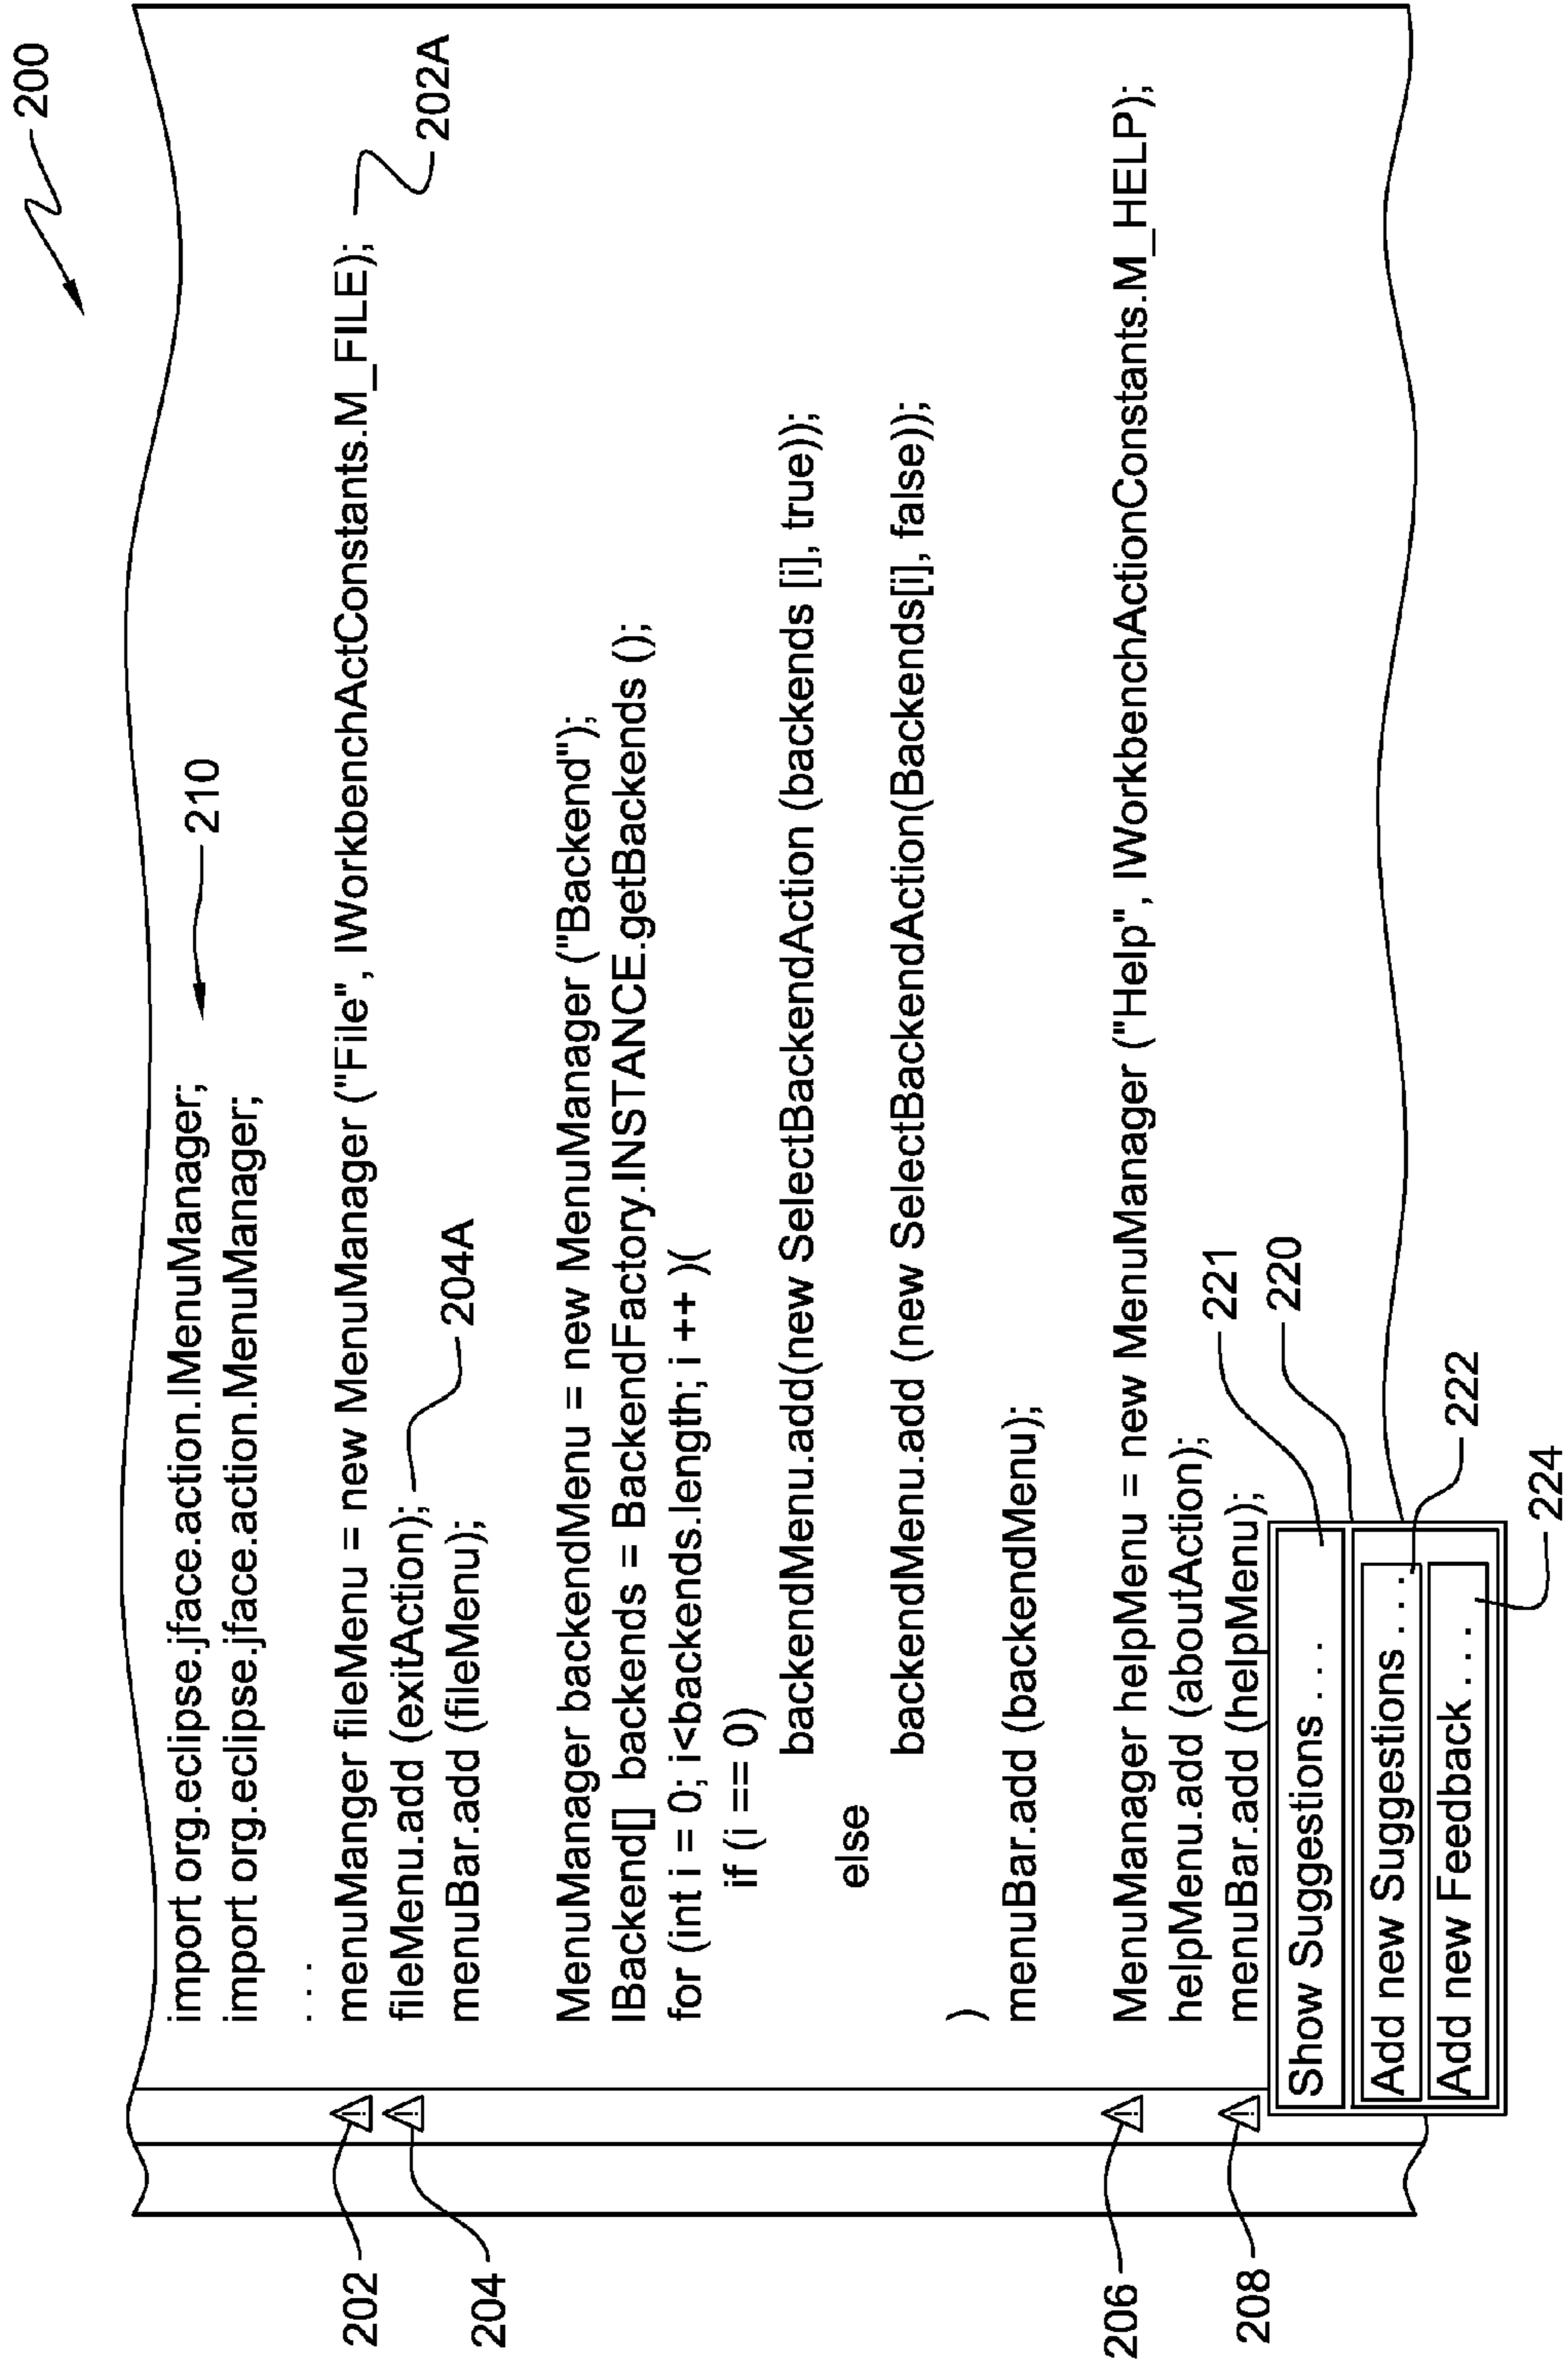 200
import org.eclipse.jface.action.IMenuManager;
210
import org.eclipse.jface.action.MenuManager;
. . .
menuManger fileMenu = new MenuManager ("File", IWorkbenchActConstants.M_FILE);
202A
202
fileMenu.add (exitAction);
204A
204
menuBar.add (fileMenu);
MenuManager backendMenu = new MenuManager ("Backend");
IBackend[] backends = BackendFactory.INSTANCE.getBackends ();
for (int i = 0; i<backends.length; i ++ )(
if (i == 0)
backendMenu.add(new SelectBackendAction (backends [i], true));
else
backendMenu.add (new SelectBackendAction(Backends[i], false));
)
menuBar.add (backendMenu);
MenuManager helpMenu = new MenuManager ("Help", IWorkbenchActionConstants.M_HELP);
206
helpMenu.add (aboutAction);
221
menuBar.add (helpMenu);
208
220
Show Suggestions . . .
Add new Suggestions . . .
222
Add new Feedback . . .
224